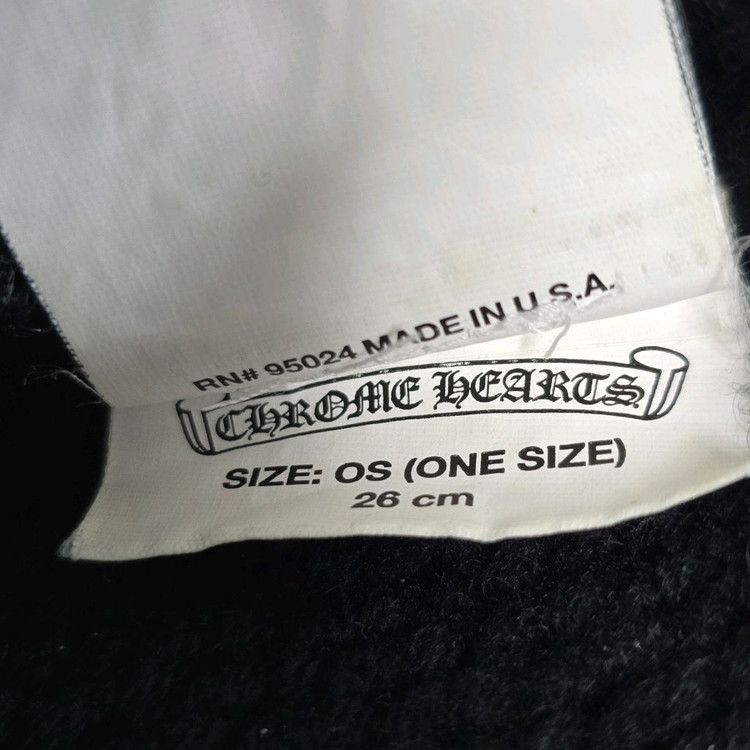 RN# 95024 MADE IN U.S.A.
CHROME HEARTS
SIZE: OS (ONE SIZE)
26 cm